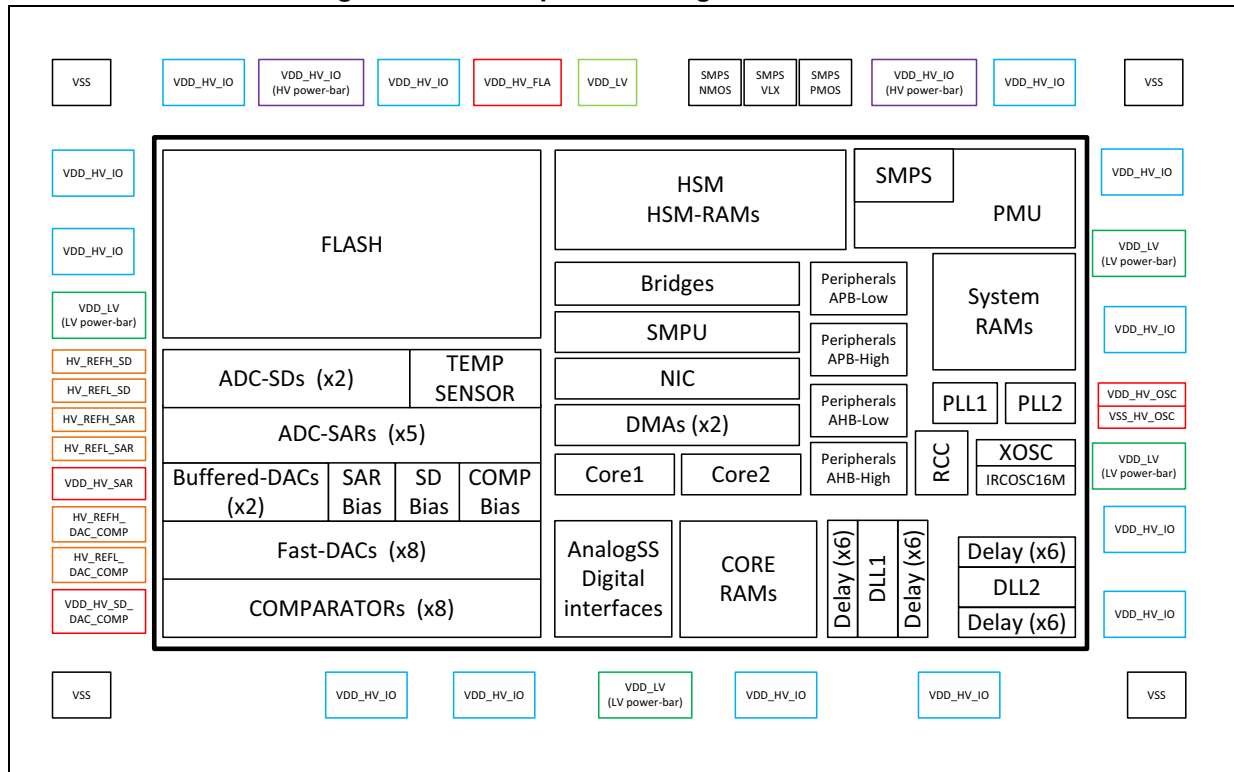 VSS
VDD_HV_IO
VDD_HV_IO
(HV power-bar)
VDD_HV_IO
VDD_HV_FLA
VDD_LV
SMPS
NMOS
SMPS
VLX
SMPS
PMOS
VDD_HV_IO
(HV power-bar)
VDD_HV_IO
VSS
VDD_HV_IO
VDD_HV_IO
VDD_LV
(LV power-bar)
HV_REFH_SD
HV_REFL_SD
HV_REFH_SAR
HV_REFL_SAR
VDD_HV_SAR
HV_REFH_
DAC_COMP
HV_REFL_
DAC_COMP
VDD_HV_SD_
DAC_COMP
FLASH
ADC-SDs (x2)
TEMP
SENSOR
ADC-SARs (x5)
Buffered-DACs
(x2)
SAR
Bias
SD
Bias
COMP
Bias
Fast-DACs (x8)
COMPARATORs (x8)
HSM
HSM-RAMs
SMPS
PMU
Bridges
SMPU
NIC
DMAs (x2)
Core1
Core2
Peripherals
APB-Low
Peripherals
APB-High
Peripherals
AHB-Low
Peripherals
AHB-High
System
RAMs
PLL1
PLL2
RCC
XOSC
IRCOSC16M
AnalogSS
Digital
interfaces
CORE
RAMs
Delay (x6)
DLL1
Delay (x6)
Delay (x6)
DLL2
Delay (x6)
VDD_HV_IO
VDD_LV
(LV power-bar)
VDD_HV_IO
VDD_HV_OSC
VSS_HV_OSC
VDD_LV
(LV power-bar)
VDD_HV_IO
VDD_HV_IO
VSS
VDD_HV_IO
VDD_HV_IO
VDD_LV
(LV power-bar)
VDD_HV_IO
VDD_HV_IO
VSS